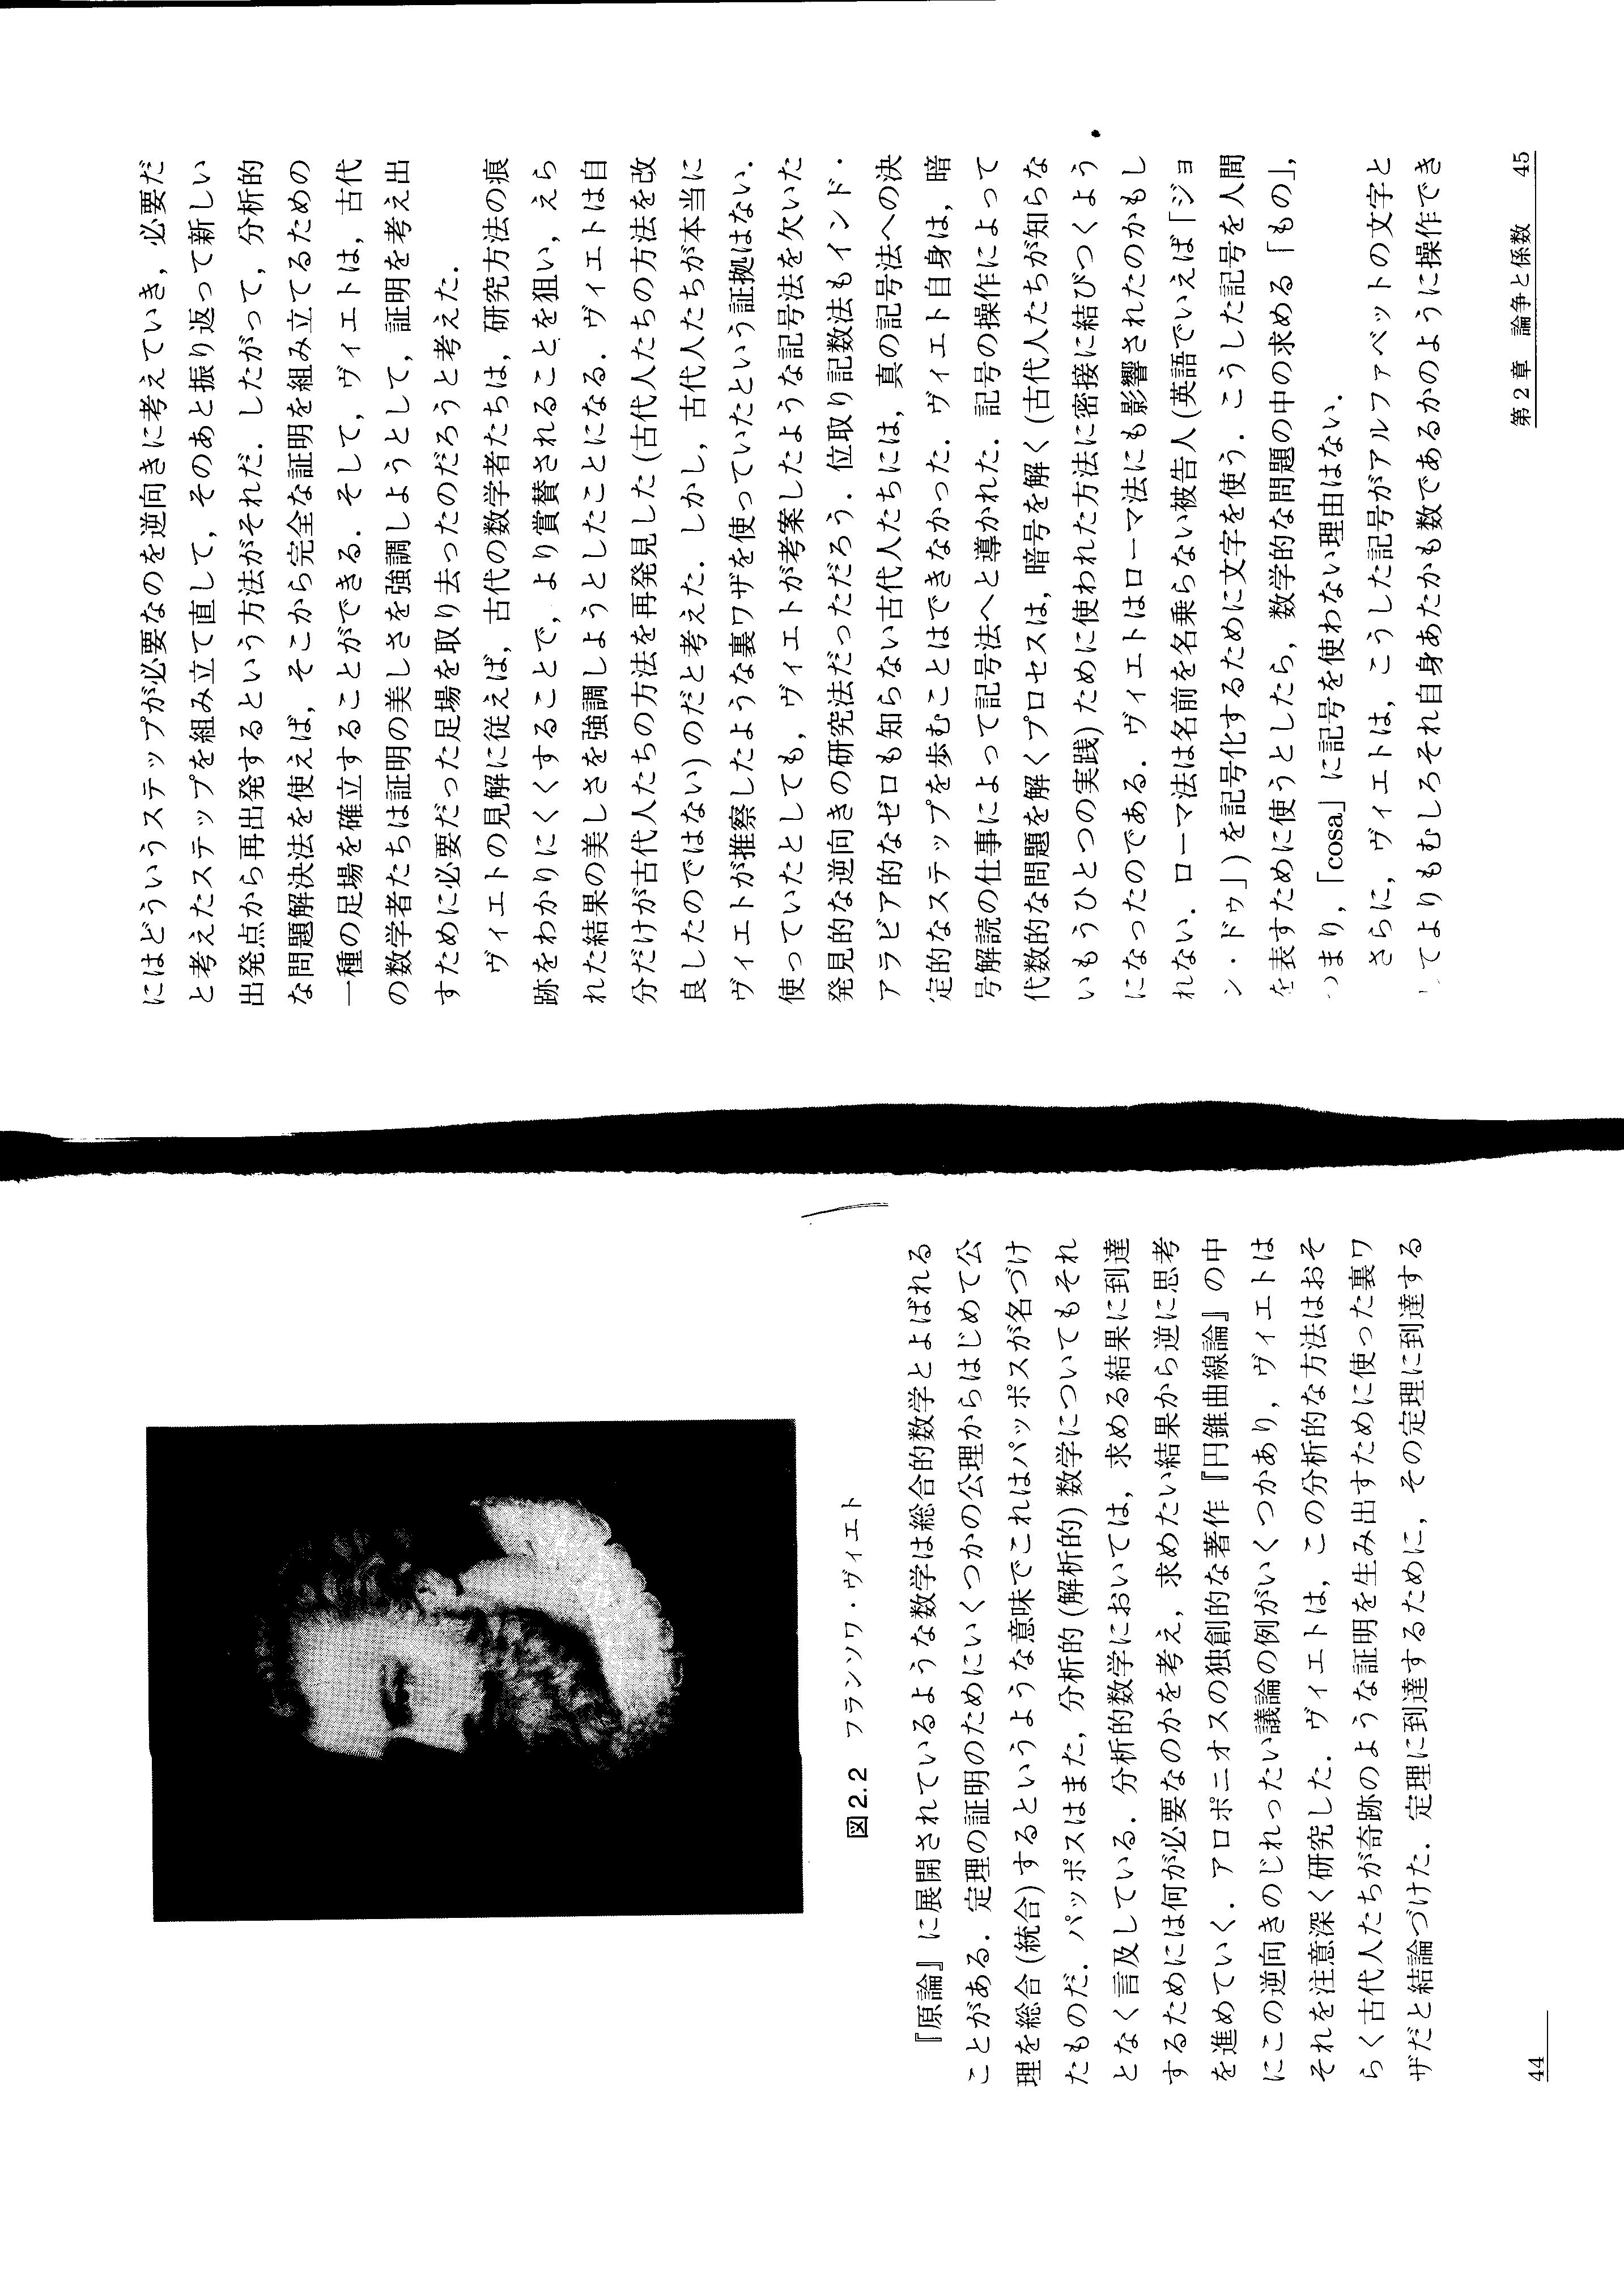 図2.2 フランソワ・ヴィエト
『原論』に展開されているような数学は総合的数学とよばれる
ことがある．定理の証明のためにいくつかの公理からはじめて公
理を総合(統合)するというような意味でこれはパッポスが名づけ
たものだ．パッポスはまた，分析的(解析的)数学についてもそれ
となく言及している．分析的数学においては，求める結果に到達
するためには何が必要なのかを考え，求めたい結果から逆に思考
を進めていく．アロポニオスの独創的な著作『円錐曲線論』の中
にこの逆向きのじれったい議論の例がいくつかあり，ヴィエトは
それを注意深く研究した．ヴィエトは，この分析的な方法はおそ
らく古代人たちが奇跡のような証明を生み出すために使った裏ワ
ザだと結論づけた．定理に到達するために，その定理に到達する
44
にはどういうステップが必要なのを逆向きに考えていき，必要だ
と考えたステップを組み立て直して，そのあと振り返って新しい
出発点から再出発するという方法がそれだ．したがって，分析的
な問題解決法を使えば，そこから完全な証明を組み立てるための
一種の足場を確立することができる．そして，ヴィエトは，古代
の数学者たちは証明の美しさを強調しようとして，証明を考え出
すために必要だった足場を取り去ったのだろうと考えた．
ヴィエトの見解に従えば，古代の数学者たちは，研究方法の痕
跡をわかりにくくすることで，より賞賛されることを狙い，えら
れた結果の美しさを強調しようとしたことになる．ヴィエトは自
分だけが古代人たちの方法を再発見した(古代人たちの方法を改
良したのではない)のだと考えた．しかし，古代人たちが本当に
ヴィエトが推察したような裏ワザを使っていたという証拠はない．
使っていたとしても，ヴィエトが考案したような記号法を欠いた
発見的な逆向きの研究法だっただろう．位取り記数法もインド・
アラビア的なゼロも知らない古代人たちには，真の記号法への決
定的なステップを歩むことはできなかった．ヴィエト自身は，暗
号解読の仕事によって記号法へと導かれた．記号の操作によって
代数的な問題を解くプロセスは，暗号を解く(古代人たちが知らな
いもうひとつの実践)ために使われた方法に密接に結びつくよう
になったのである．ヴィエトはローマ法にも影響されたのかもし
れない．ローマ法は名前を名乗らない被告人(英語でいえば「ジョ
ン・ドゥ」)を記号化するために文字を使う．こうした記号を人間
を表すために使うとしたら，数学的な問題の中の求める「もの」，
つまり，「cosa」に記号を使わない理由はない．
さらに，ヴィエトは，こうした記号がアルファベットの文字と
してよりもむしろそれ自身あたかも数であるかのように操作でき
第2章 論争と係数 45